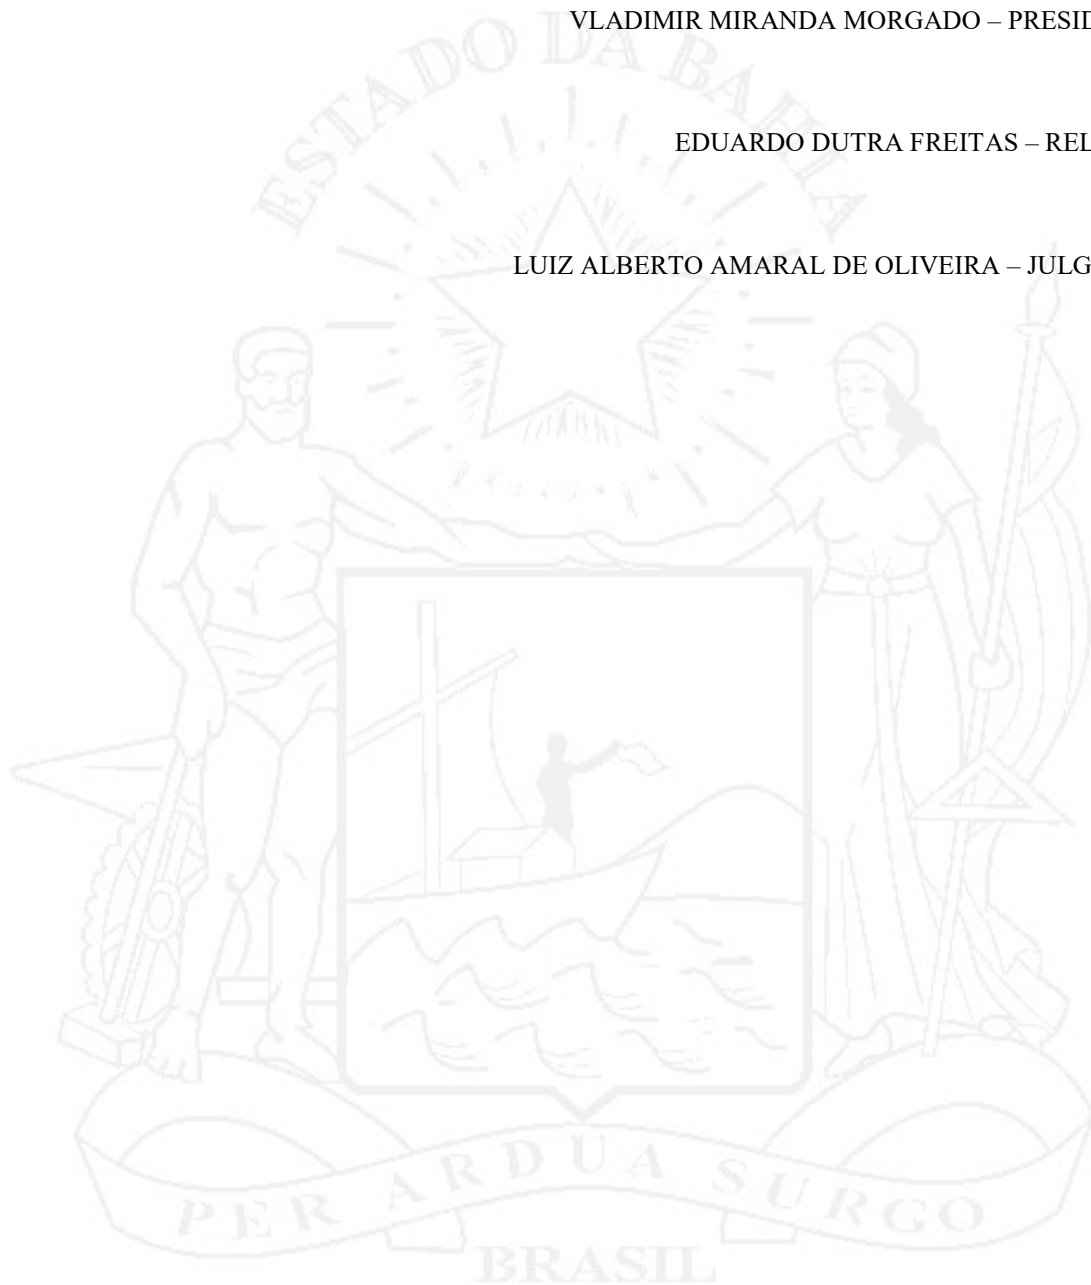 VLADIMIR MIRANDA MORGADO – PRESID
EDUARDO DUTRA FREITAS – REL
LUIZ ALBERTO AMARAL DE OLIVEIRA – JULG
ESTADO DA BAHIA
PER ARDUA SURGO
BRASIL